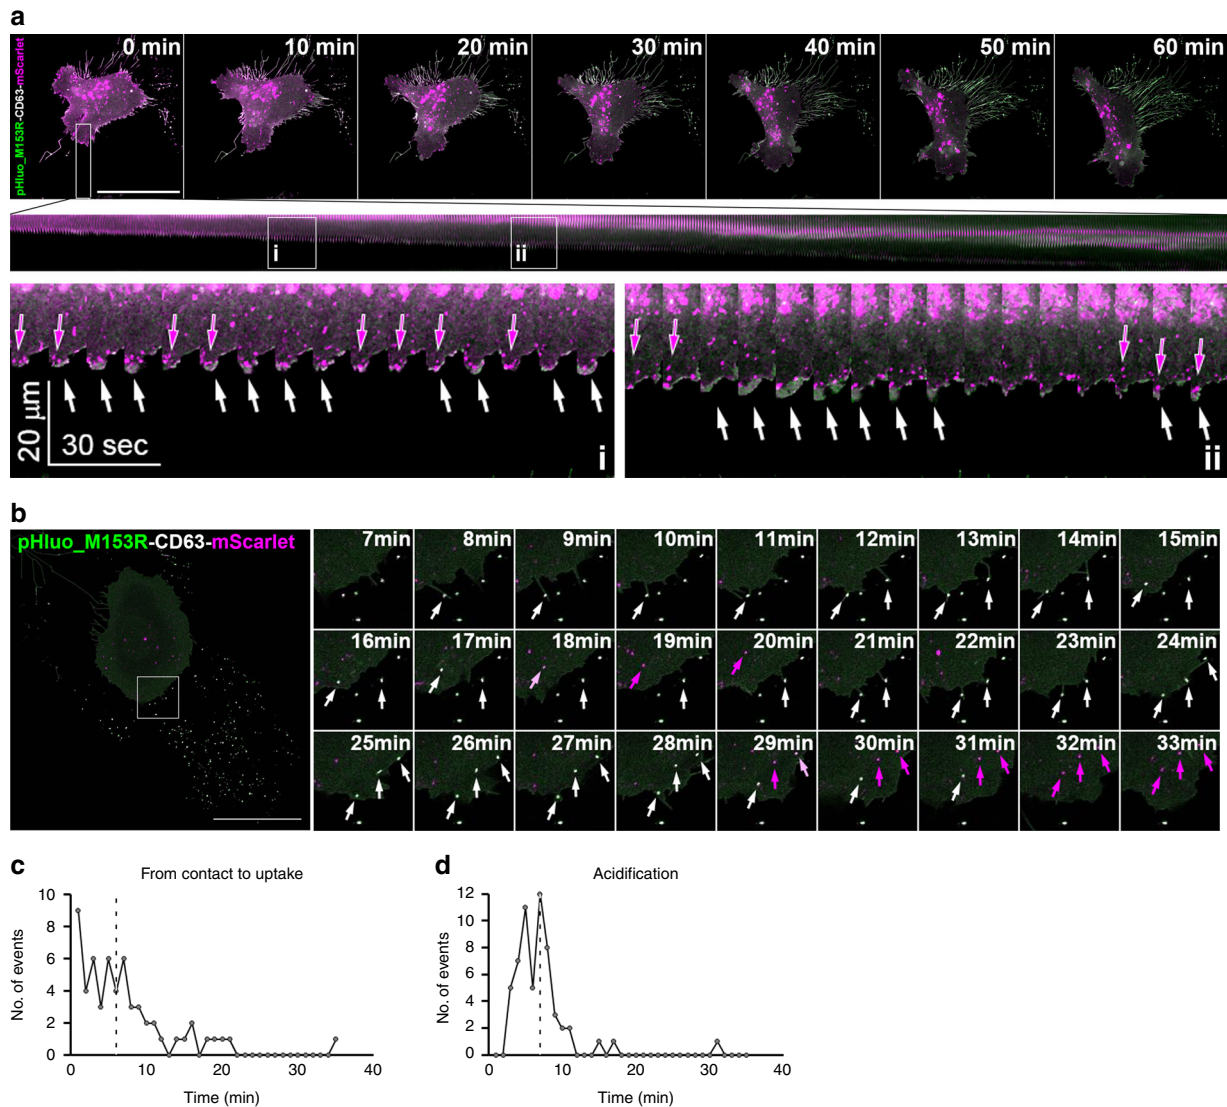 a
pHluo_M153R-CD63-mScarlet
0 min
10 min
20 min
30 min
40 min
50 min
60 min
i
ii
20 µm
30 sec
i
ii
b
pHluo_M153R-CD63-mScarlet
7min
8min
9min
10min
11min
12min
13min
14min
15min
16min
17min
18min
19min
20min
21min
22min
23min
24min
25min
26min
27min
28min
29min
30min
31min
32min
33min
c
From contact to uptake
No. of events
10
8
6
4
2
0
0
10
20
30
40
Time (min)
d
Acidification
No. of events
12
10
8
6
4
2
0
0
10
20
30
40
Time (min)